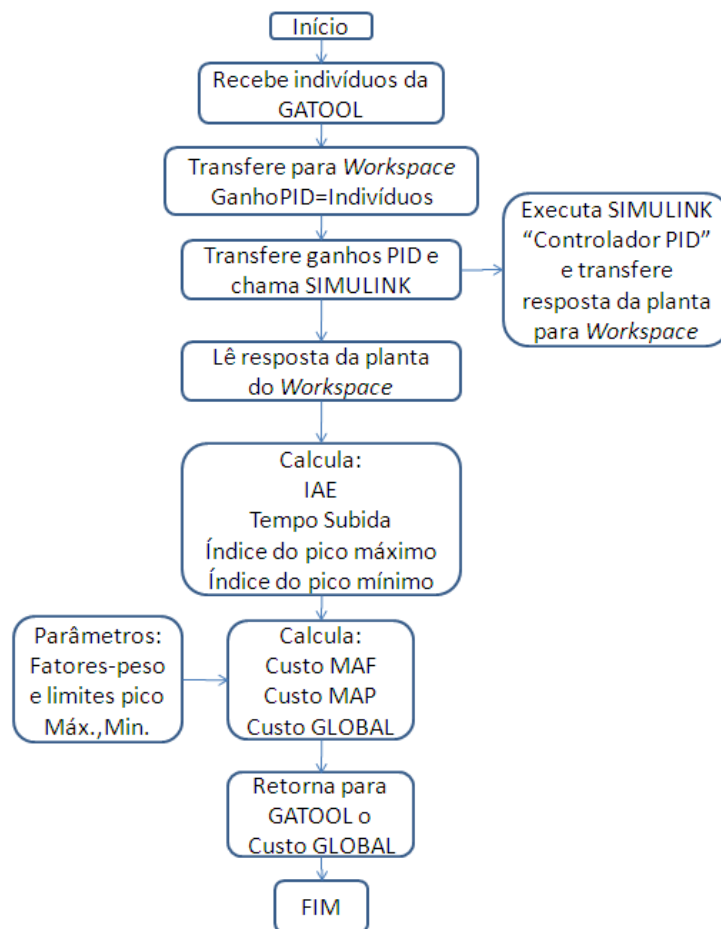 Início
Recebe indivíduos da
GATOOL
Transfere para Workspace
GanhoPID=Indivíduos
Transfere ganhos PID e
chama SIMULINK
Executa SIMULINK
“Controlador PID”
e transfere
resposta da planta
para Workspace
Lê resposta da planta
do Workspace
Calcula:
IAE
Tempo Subida
Índice do pico máximo
Índice do pico mínimo
Parâmetros:
Fatores-peso
e limites pico
Máx.,Min.
Calcula:
Custo MAF
Custo MAP
Custo GLOBAL
Retorna para
GATOOL o
Custo GLOBAL
FIM